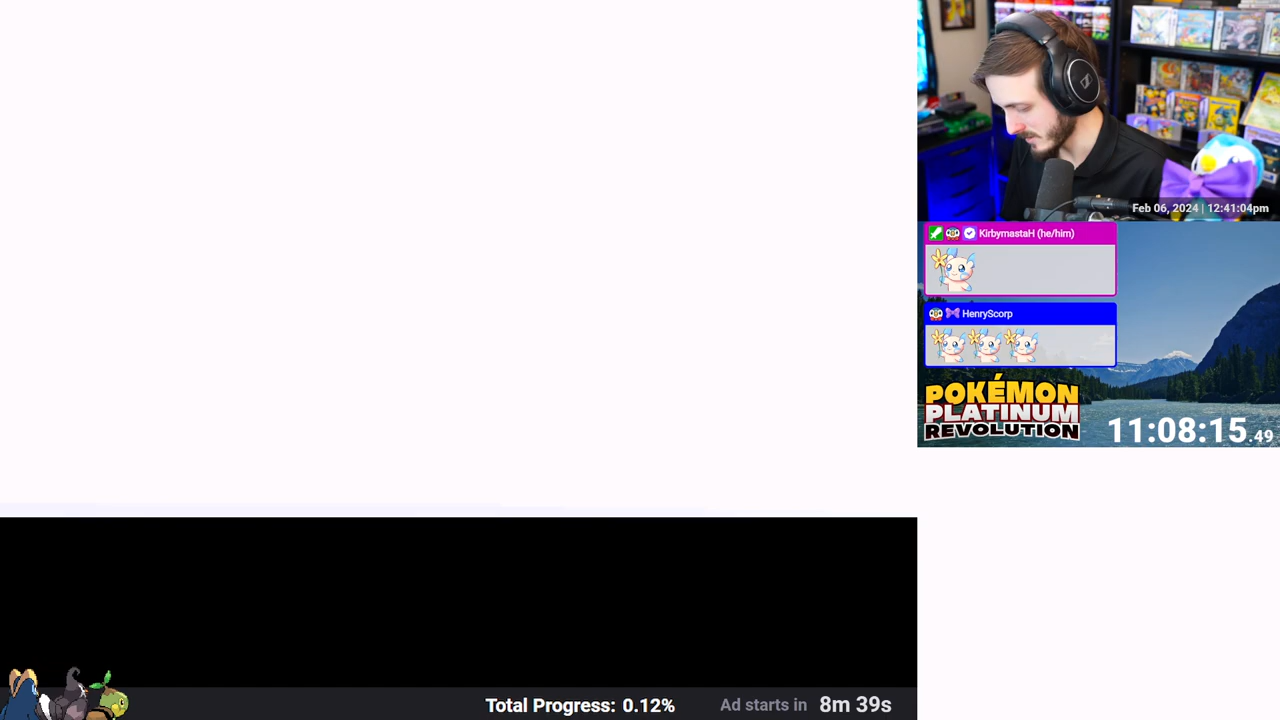 Feb 06, 2024 | 12:41:04pm
KirbymastaH (he/him)
HenryScorp
POKÉMON
PLATINUM
REVOLUTION
11:08:15.49
Total Progress: 0.12%
Ad starts in 8m 39s